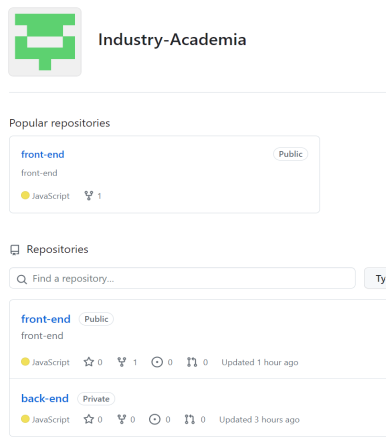 Industry-Academia
Popular repositories
front-end Public
front-end
JavaScript 1
Repositories
Find a repository... Ty
front-end Public
front-end
JavaScript 0 1 0 0 Updated 1 hour ago
back-end Private
JavaScript 0 0 0 0 Updated 3 hours ago